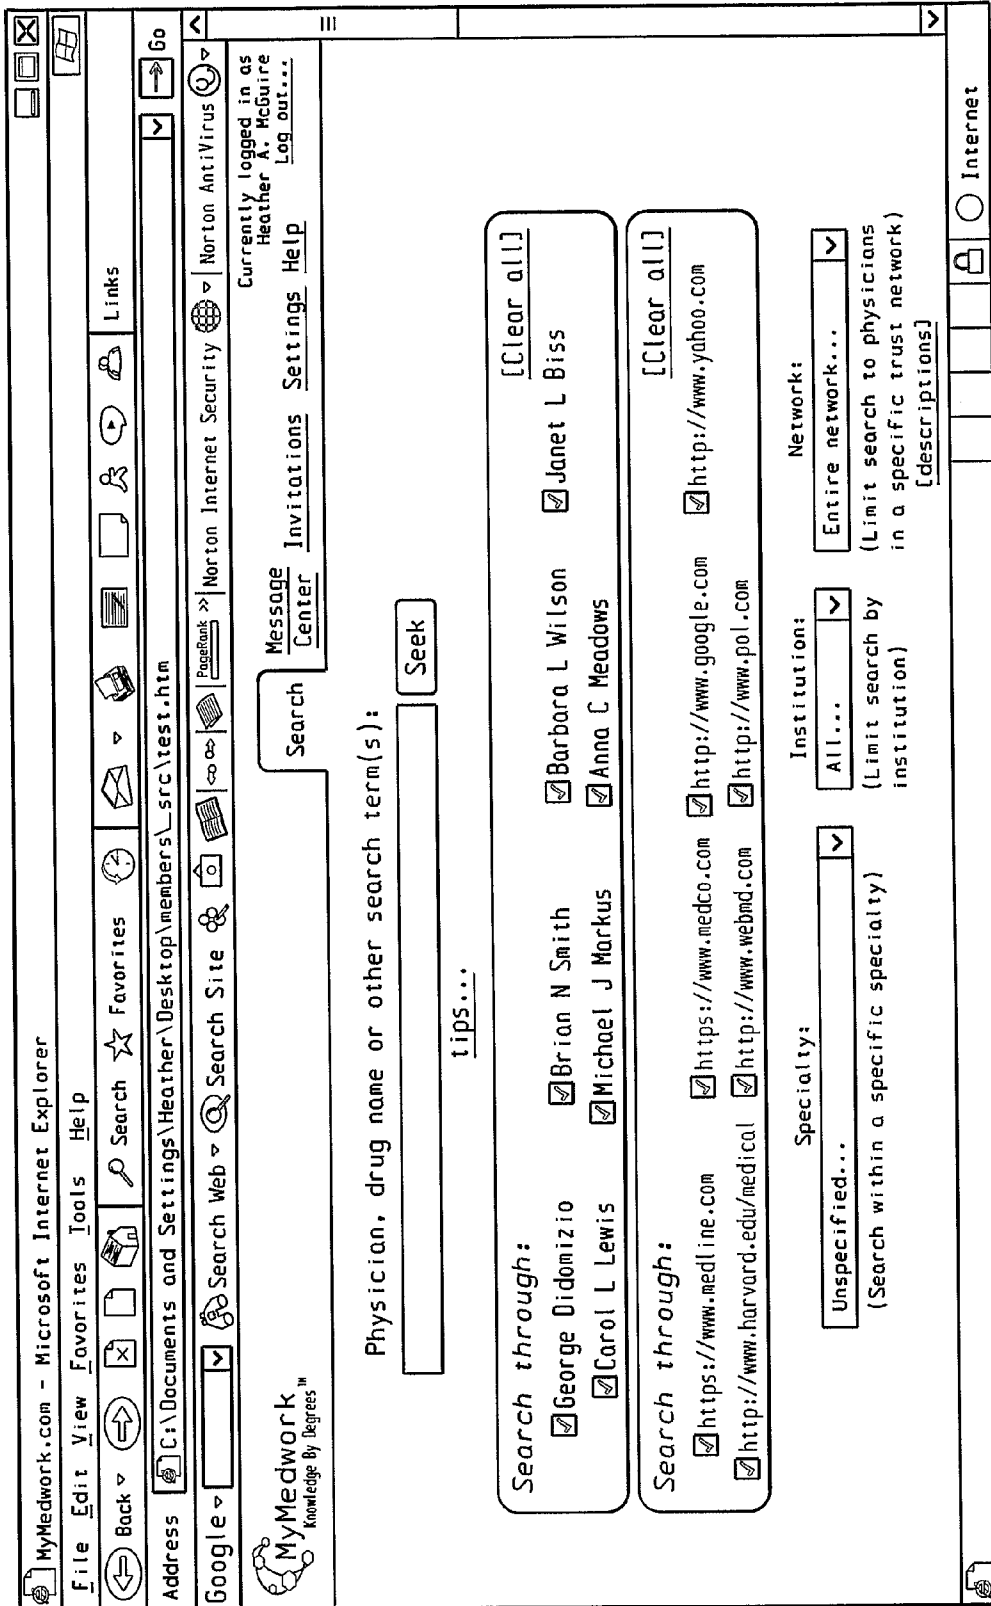 MyMedwork.com - Microsoft Internet Explorer
File Edit View Favorites Tools Help
Back Search Favorites Links
Address C:\Documents and Settings\Heather\Desktop\members\_src\test.htm Go
Google Search Web Search Site PageRank >> Norton Internet Security Norton AntiVirus
MyMedwork™
Knowledge By Degrees
Search
Message
Center
Invitations Settings Help
Currently logged in as
Heather A. McGuire
Log out...
Physician, drug name or other search term(s):
Seek
tips...
Search through: [Clear all]
George Didomizio Brian N Smith Barbara L Wilson Janet L Biss
Carol L Lewis Michael J Markus Anna C Meadows
Search through: [Clear all]
https://www.medline.com https://www.medco.com http://www.google.com http://www.yahoo.com
http://www.harvard.edu/medical http://www.webmd.com http://www.pol.com
Specialty: Institution: Network:
Unspecified... All... Entire network...
(Search within a specific specialty) (Limit search by (Limit search to physicians
institution) in a specific trust network)
[descriptions]
Internet